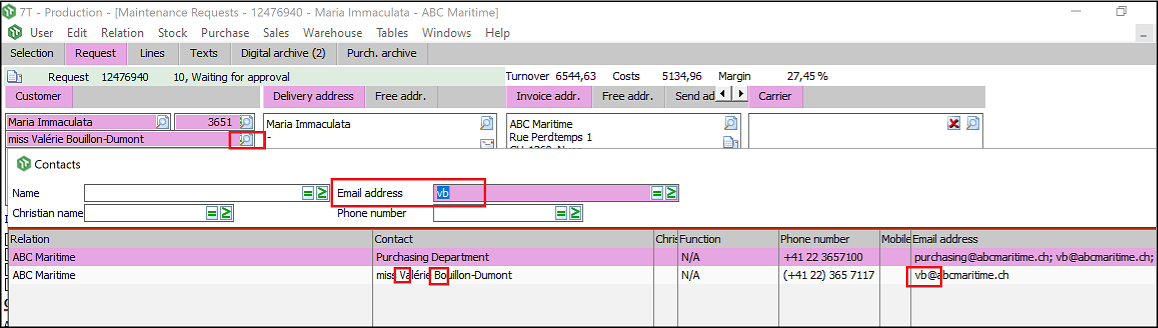 7T - Production - [Maintenance Requests - 12476940 - Maria Immaculata - ABC Maritime]
User Edit Relation Stock Purchase Sales Warehouse Tables Windows Help
Selection Request Lines Texts Digital archive (2) Purch. archive
Request 12476940 10, Waiting for approval Turnover 6544,63 Costs 5134,96 Margin 27,45 %
Customer Delivery address Free addr. Invoice addr. Free addr. Send ad Carrier
Maria Immaculata 3651 Maria Immaculata ABC Maritime
miss Valérie Bouillon-Dumont - Rue Perdtemps 1
Contacts
Name Email address vb
Christian name Phone number
Relation Contact Chris Function Phone number Mobile Email address
ABC Maritime Purchasing Department N/A +41 22 3657100 purchasing@abcmaritime.ch; vb@abcmaritime.ch;
ABC Maritime miss Valérie Bouillon-Dumont N/A (+41 22) 365 7117 vb@abcmaritime.ch